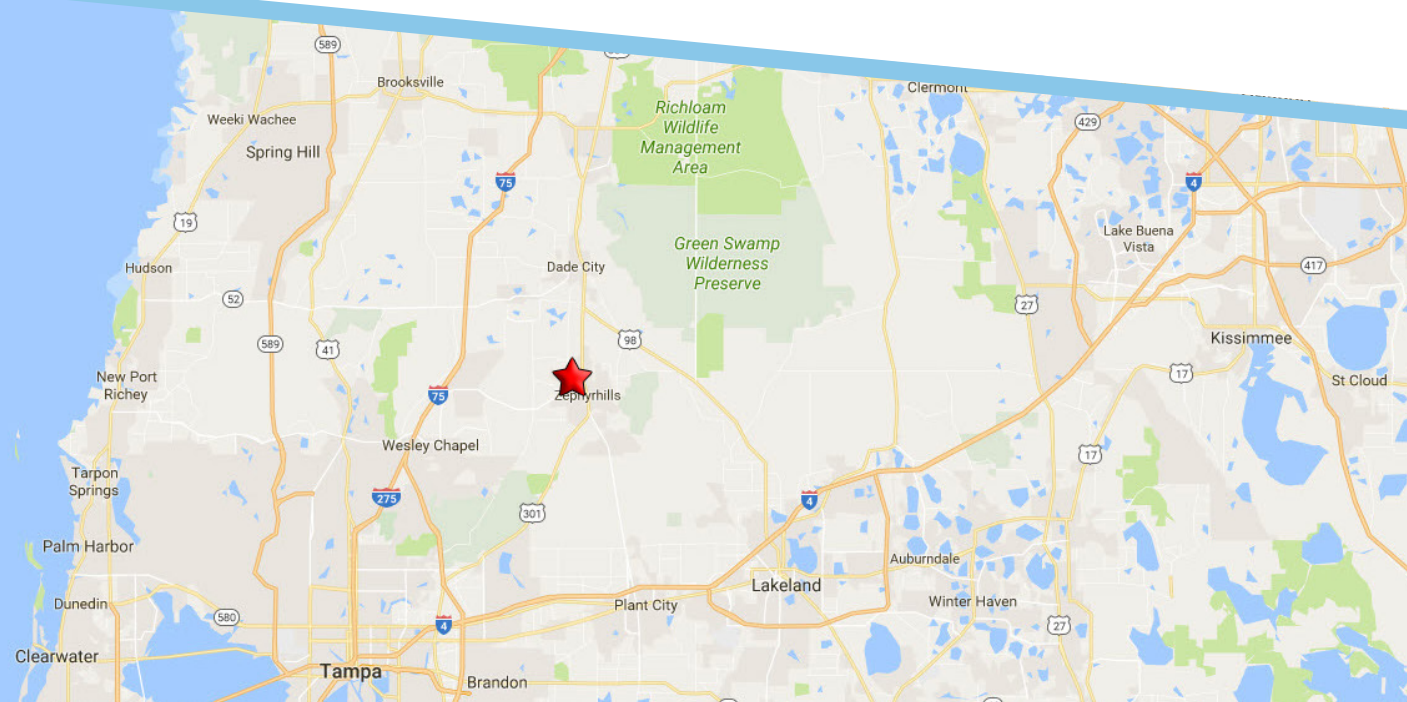 589
Brooksville
Clermont
Richloam
Wildlife
Management
Area
Weeki Wachee
429
Spring Hill
75
4
19
Lake Buena
Vista
Green Swamp
Wilderness
Preserve
Dade City
Hudson
417
52
27
98
589
41
Kissimmee
New Port
Richey
17
St Cloud
75
Zephyrhills
Wesley Chapel
17
Tarpon
Springs
275
4
301
Palm Harbor
Auburndale
Lakeland
Dunedin
Plant City
Winter Haven
580
4
27
Clearwater
Tampa
Brandon